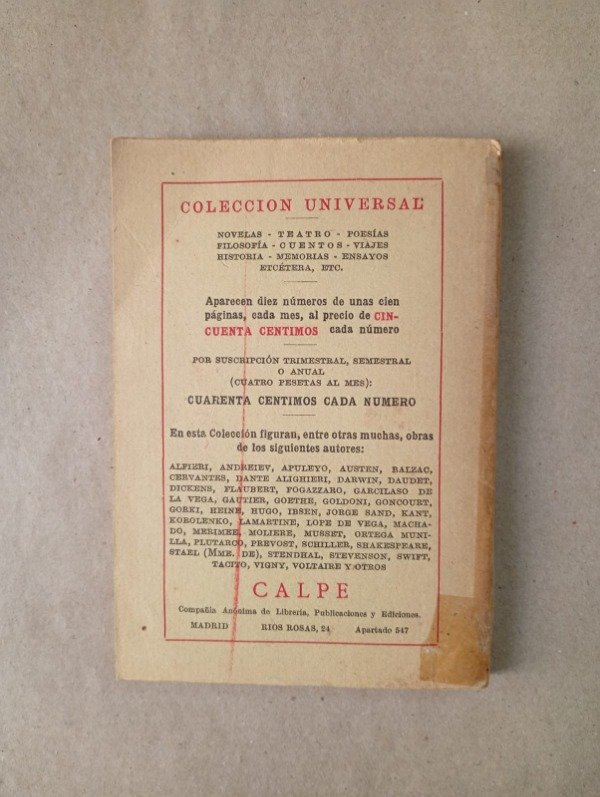 COLECCION UNIVERSAL
NOVELAS - TEATRO - POESÍAS
FILOSOFÍA - CUENTOS - VIAJES
HISTORIA - MEMORIAS - ENSAYOS
ETCÉTERA, ETC.
Aparecen diez números de unas cien
páginas, cada mes, al precio de CIN-
CUENTA CENTIMOS cada número
POR SUSCRIPCIÓN TRIMESTRAL, SEMESTRAL
O ANUAL
(CUATRO PESETAS AL MES):
CUARENTA CENTIMOS CADA NUMERO
En esta Colección figuran, entre otras muchas, obras
de los siguientes autores:
ALFIERI, ANDREIEV, APULEYO, AUSTEN, BALZAC,
CERVANTES, DANTE ALIGHIERI, DARWIN, DAUDET,
DICKENS, FLAUBERT, FOGAZZARO, GARCILASO DE
LA VEGA, GAUTIER, GOETHE, GOLDONI, GONCOURT,
GORKI, HEINE, HUGO, IBSEN, JORGE SAND, KANT,
KOROLENKO, LAMARTINE, LOPE DE VEGA, MACHA-
DO, MERIMEE, MOLIERE, MUSSET, ORTEGA MUNI-
LLA, PLUTARCO, PREVOST, SCHILLER, SHAKESPEARE,
STAEL (MME. DE), STENDHAL, STEVENSON, SWIFT,
TACITO, VIGNY, VOLTAIRE Y OTROS
CALPE
Compañía Anónima de Librería, Publicaciones y Ediciones.
MADRID RIOS ROSAS, 24 Apartado 547